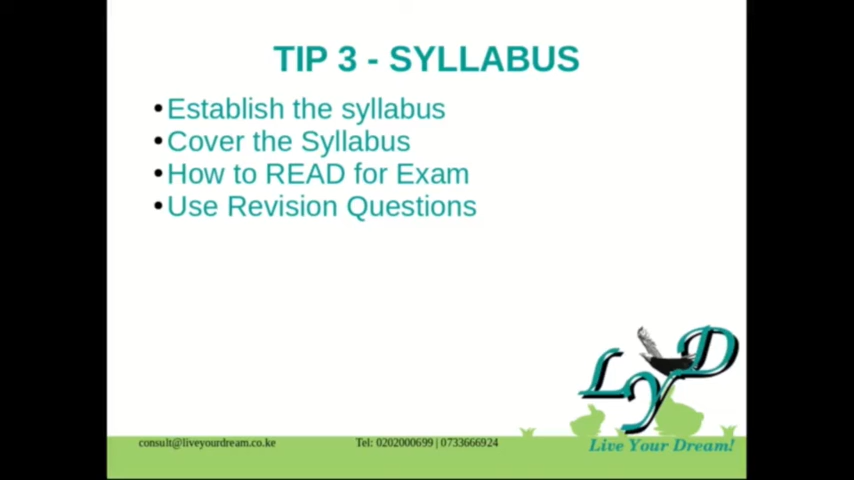 TIP 3 - SYLLABUS
•Establish the syllabus
•Cover the Syllabus
•How to READ for Exam
•Use Revision Questions
LYD
Live Your Dream!
consult@liveyourdream.co.ke
Tel: 0202000699 | 0733666924